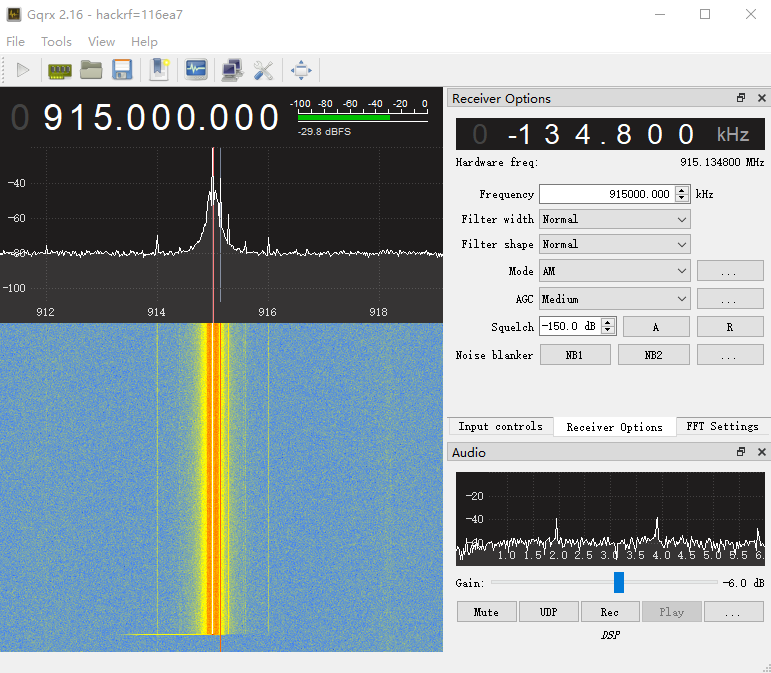 Gqrx 2.16 - hackrf=116ea7
File Tools View Help
0 915.000.000
-100 -80 -60 -40 -20 0
-29.8 dBFS
-40
-60
-80
-100
912 914 916 918
Receiver Options
0 -134.800 kHz
Hardware freq: 915.134800 MHz
Frequency 915000.000 kHz
Filter width Normal
Filter shape Normal
Mode AM ...
AGC Medium ...
Squelch -150.0 dB A R
Noise blanker NB1 NB2 ...
Input controls Receiver Options FFT Settings
Audio
-20
-40
-60
1.0 1.5 2.0 2.5 3.0 3.5 4.0 4.5 5.0 5.5 6.
Gain: -6.0 dB
Mute UDP Rec Play ...
DSP